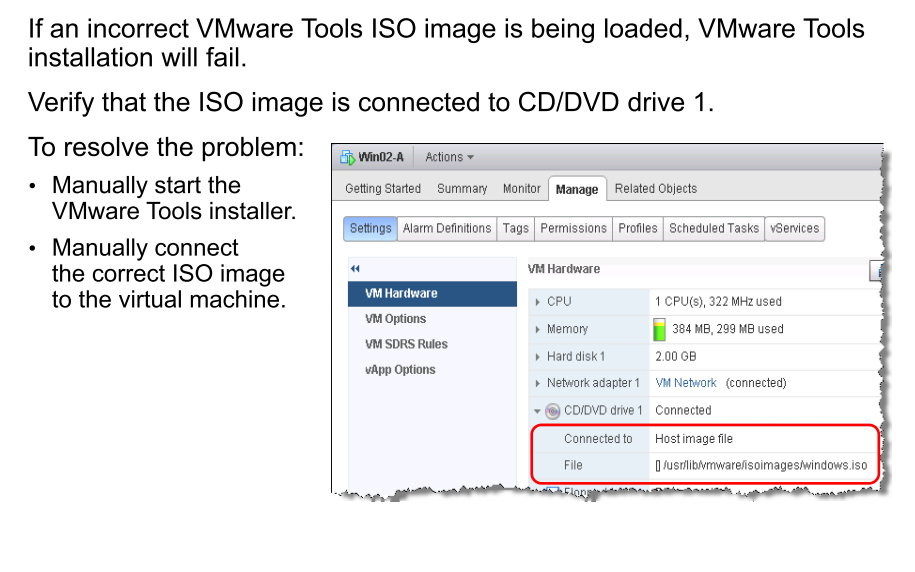 If an incorrect VMware Tools ISO image is being loaded, VMware Tools
installation will fail.
Verify that the ISO image is connected to CD/DVD drive 1.
To resolve the problem:
• Manually start the
VMware Tools installer.
• Manually connect
the correct ISO image
to the virtual machine.
Win02-A Actions
Getting Started Summary Monitor Manage Related Objects
Settings Alarm Definitions Tags Permissions Profiles Scheduled Tasks vServices
VM Hardware
VM Options
VM SDRS Rules
vApp Options
VM Hardware
CPU 1 CPU(s), 322 MHz used
Memory 384 MB, 299 MB used
Hard disk 1 2.00 GB
Network adapter 1 VM Network (connected)
CD/DVD drive 1 Connected
Connected to Host image file
File [] /usr/lib/vmware/isoimages/windows.iso